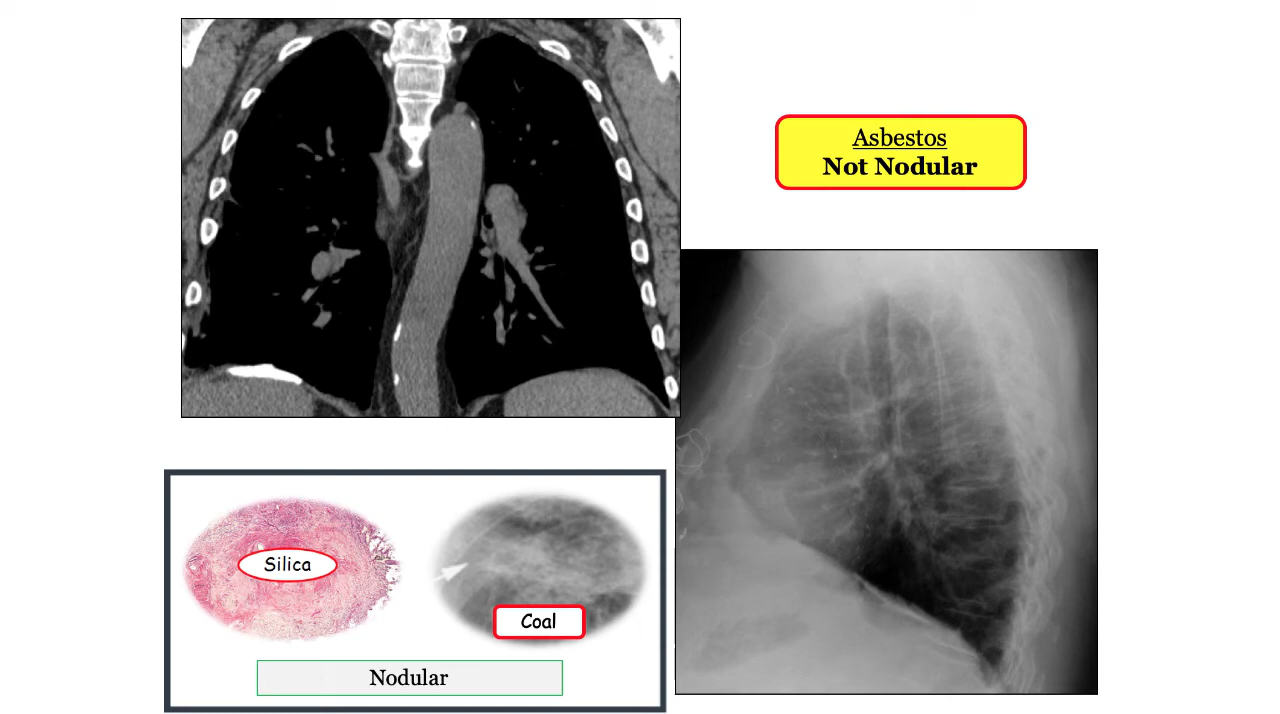 Asbestos
Not Nodular
Silica
Coal
Nodular